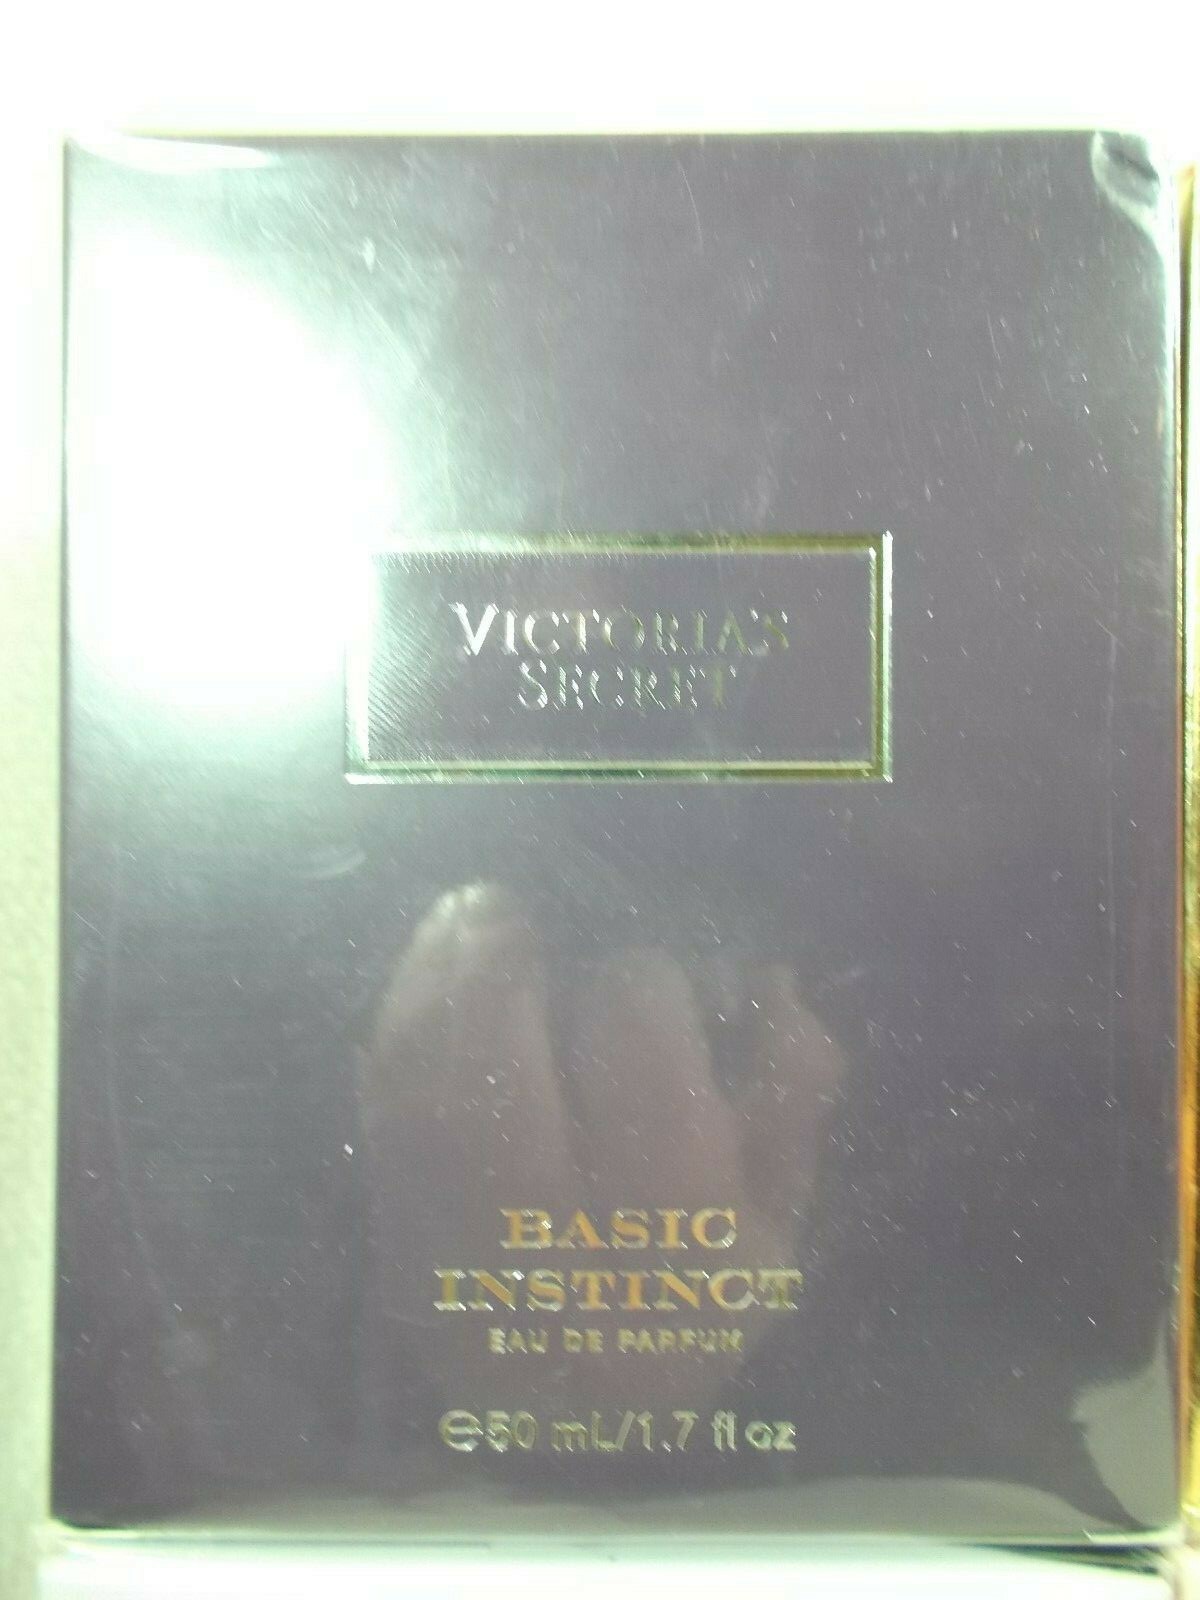 VICTORIA'S
SECRET
BASIC
INSTINCT
EAU DE PARFUM
℮50 mL/1.7 fl oz